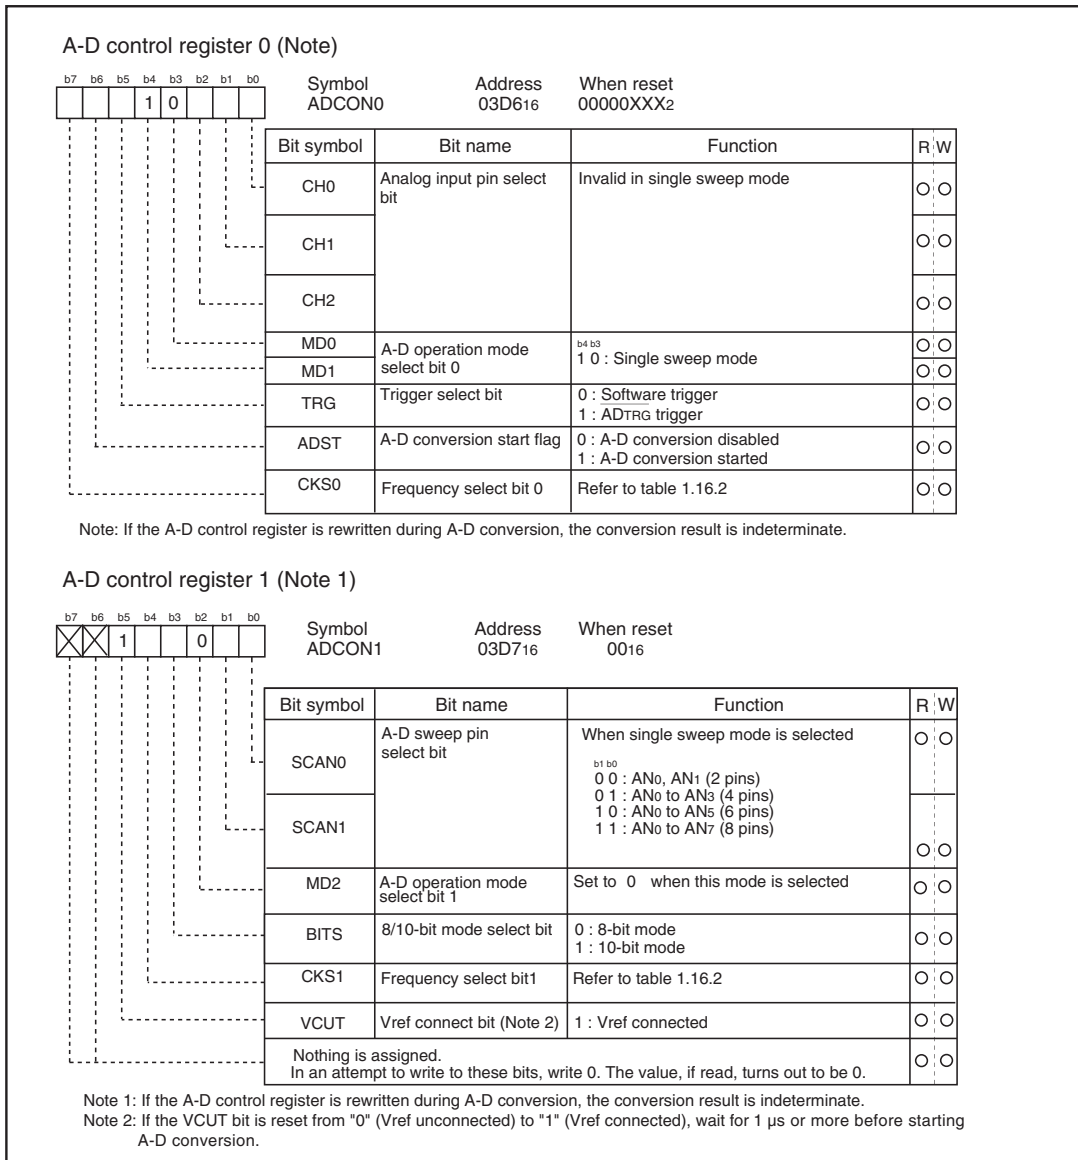 A-D control register 0 (Note)
b7 b6 b5 b4 b3 b2 b1 b0
1 0
Symbol Address When reset
ADCON0 03D616 00000XXX2
Bit symbol Bit name Function R W
CH0 Analog input pin select Invalid in single sweep mode
bit
CH1
CH2
MD0 A-D operation mode b4 b3
MD1 select bit 0 1 0 : Single sweep mode
TRG Trigger select bit 0 : Software trigger
1 : ADTRG trigger
ADST A-D conversion start flag 0 : A-D conversion disabled
1 : A-D conversion started
CKS0 Frequency select bit 0 Refer to table 1.16.2
Note: If the A-D control register is rewritten during A-D conversion, the conversion result is indeterminate.
A-D control register 1 (Note 1)
b7 b6 b5 b4 b3 b2 b1 b0
1 0
Symbol Address When reset
ADCON1 03D716 0016
Bit symbol Bit name Function R W
SCAN0 A-D sweep pin When single sweep mode is selected
select bit
b1 b0
0 0 : AN0, AN1 (2 pins)
0 1 : AN0 to AN3 (4 pins)
1 0 : AN0 to AN5 (6 pins)
SCAN1 1 1 : AN0 to AN7 (8 pins)
MD2 A-D operation mode Set to 0 when this mode is selected
select bit 1
BITS 8/10-bit mode select bit 0 : 8-bit mode
1 : 10-bit mode
CKS1 Frequency select bit1 Refer to table 1.16.2
VCUT Vref connect bit (Note 2) 1 : Vref connected
Nothing is assigned.
In an attempt to write to these bits, write 0. The value, if read, turns out to be 0.
Note 1: If the A-D control register is rewritten during A-D conversion, the conversion result is indeterminate.
Note 2: If the VCUT bit is reset from "0" (Vref unconnected) to "1" (Vref connected), wait for 1 µs or more before starting
A-D conversion.